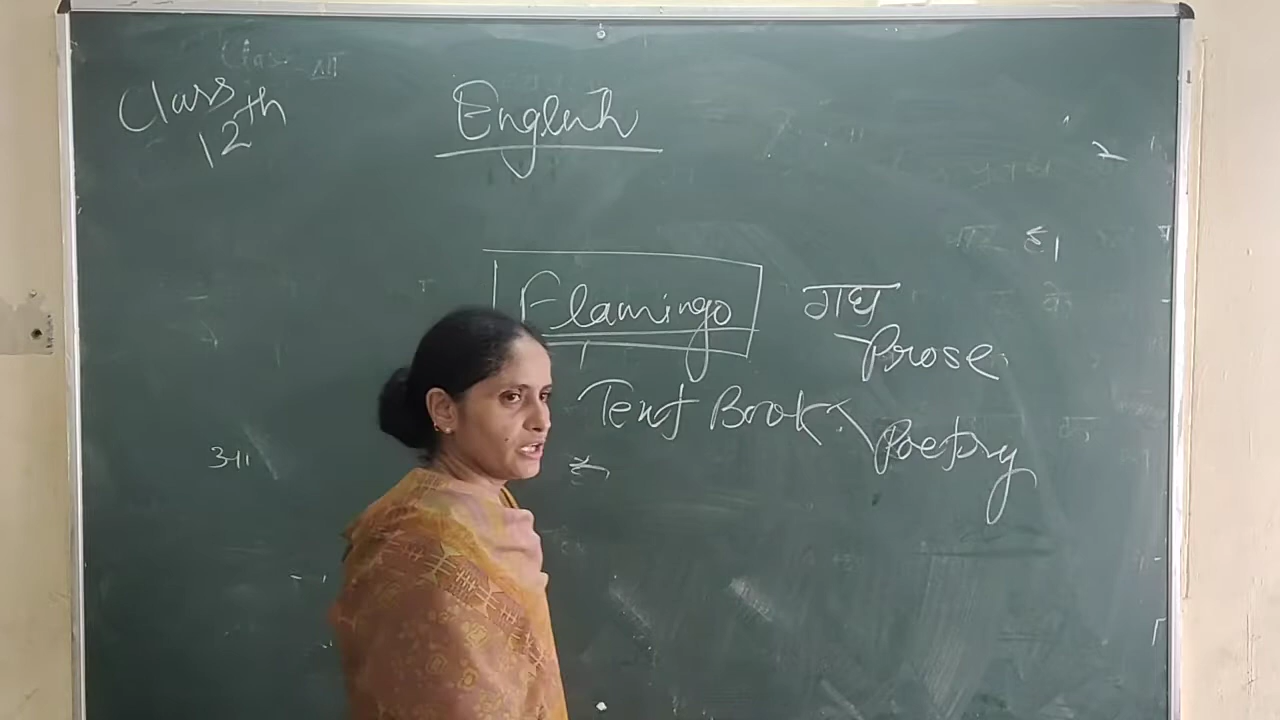 Class
12th
English
Flamingo
गद्य
Prose
Text Book:
Poetry